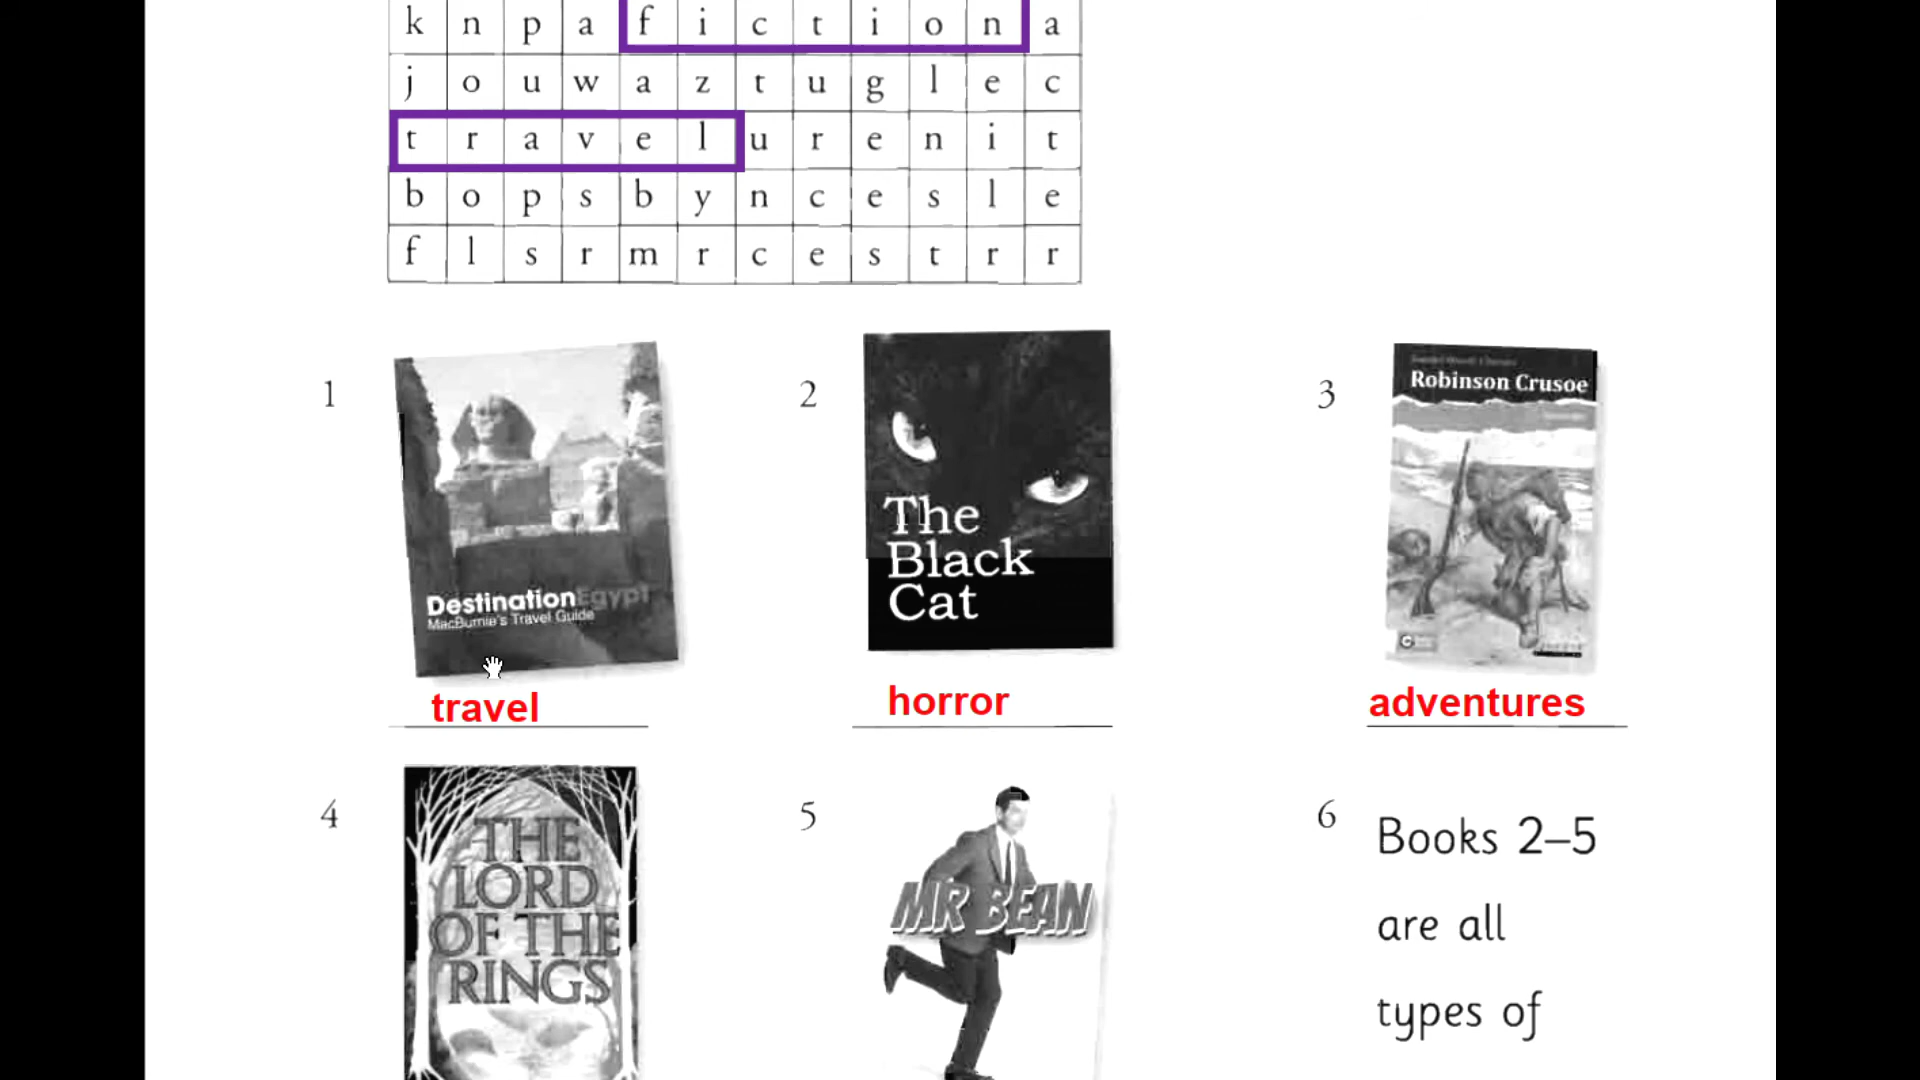 k n p a f i c t i o n a
j o u w a z t u g l e c
t r a v e l u r e n i t
b o p s b y n c e s l e
f l s r m r c e s t r r
1
2
3
Robinson Crusoe
The
Black
Cat
Destination Egypt
MacBurnie's Travel Guide
travel
horror
adventures
4
5
6
THE
LORD
OF THE
RINGS
MR BEAN
Books 2–5
are all
types of